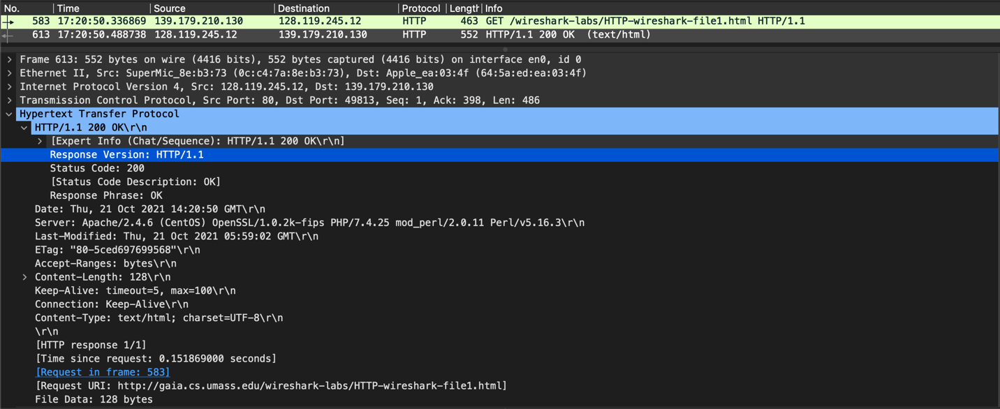 No. Time Source Destination Protocol Length Info
583 17:20:50.336869 139.179.210.130 128.119.245.12 HTTP 463 GET /wireshark-labs/HTTP-wireshark-file1.html HTTP/1.1
613 17:20:50.488738 128.119.245.12 139.179.210.130 HTTP 552 HTTP/1.1 200 OK (text/html)
Frame 613: 552 bytes on wire (4416 bits), 552 bytes captured (4416 bits) on interface en0, id 0
Ethernet II, Src: SuperMic_8e:b3:73 (0c:c4:7a:8e:b3:73), Dst: Apple_ea:03:4f (64:5a:ed:ea:03:4f)
Internet Protocol Version 4, Src: 128.119.245.12, Dst: 139.179.210.130
Transmission Control Protocol, Src Port: 80, Dst Port: 49813, Seq: 1, Ack: 398, Len: 486
Hypertext Transfer Protocol
HTTP/1.1 200 OK\r\n
[Expert Info (Chat/Sequence): HTTP/1.1 200 OK\r\n]
Response Version: HTTP/1.1
Status Code: 200
[Status Code Description: OK]
Response Phrase: OK
Date: Thu, 21 Oct 2021 14:20:50 GMT\r\n
Server: Apache/2.4.6 (CentOS) OpenSSL/1.0.2k-fips PHP/7.4.25 mod_perl/2.0.11 Perl/v5.16.3\r\n
Last-Modified: Thu, 21 Oct 2021 05:59:02 GMT\r\n
ETag: "80-5ced697699568"\r\n
Accept-Ranges: bytes\r\n
Content-Length: 128\r\n
Keep-Alive: timeout=5, max=100\r\n
Connection: Keep-Alive\r\n
Content-Type: text/html; charset=UTF-8\r\n
\r\n
[HTTP response 1/1]
[Time since request: 0.151869000 seconds]
[Request in frame: 583]
[Request URI: http://gaia.cs.umass.edu/wireshark-labs/HTTP-wireshark-file1.html]
File Data: 128 bytes